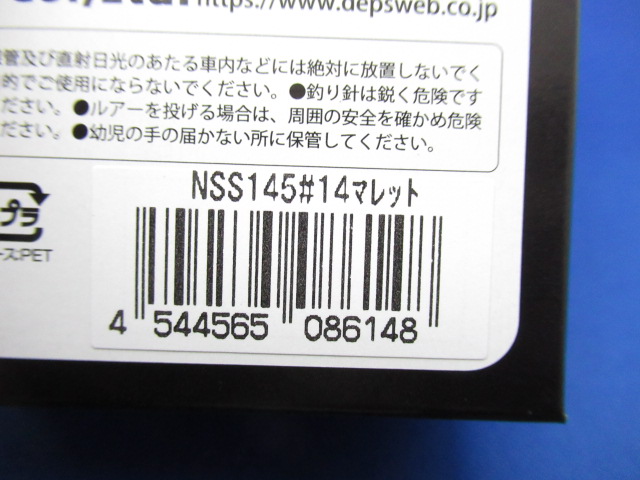 https://www.depsweb.co.jp
管及び直射日光のあたる車内などには絶対に放置しないでく
的でご使用にならないでください。●釣り針は鋭く危険です
ださい。●ルアーを投げる場合は、周囲の安全を確かめ危険
ださい。●幼児の手の届かない所に保管してください。
プラ
ース:PET
NSS145#14マレット
4 544565 086148